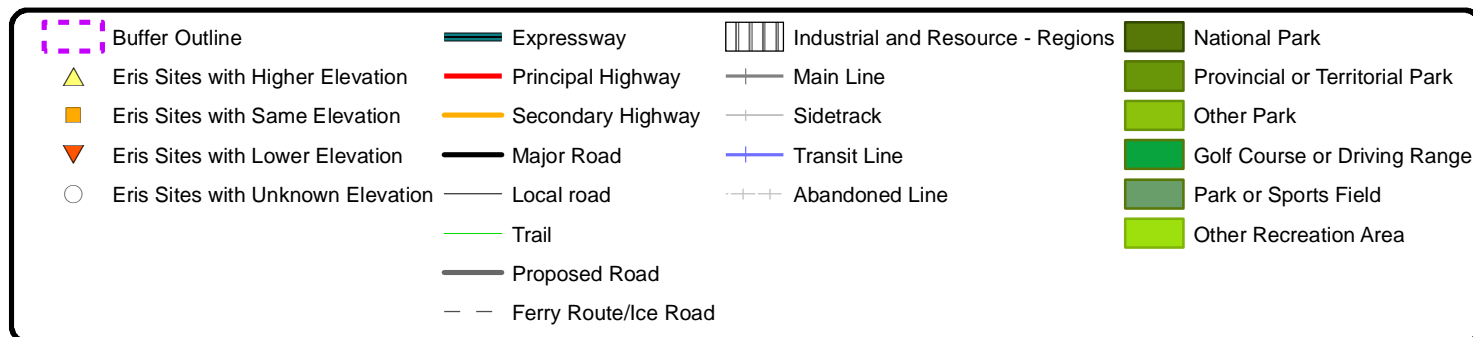 Buffer Outline
Eris Sites with Higher Elevation
Eris Sites with Same Elevation
Eris Sites with Lower Elevation
Eris Sites with Unknown Elevation
Expressway
Principal Highway
Secondary Highway
Major Road
Local road
Trail
Proposed Road
Ferry Route/Ice Road
Industrial and Resource - Regions
Main Line
Sidetrack
Transit Line
Abandoned Line
National Park
Provincial or Territorial Park
Other Park
Golf Course or Driving Range
Park or Sports Field
Other Recreation Area